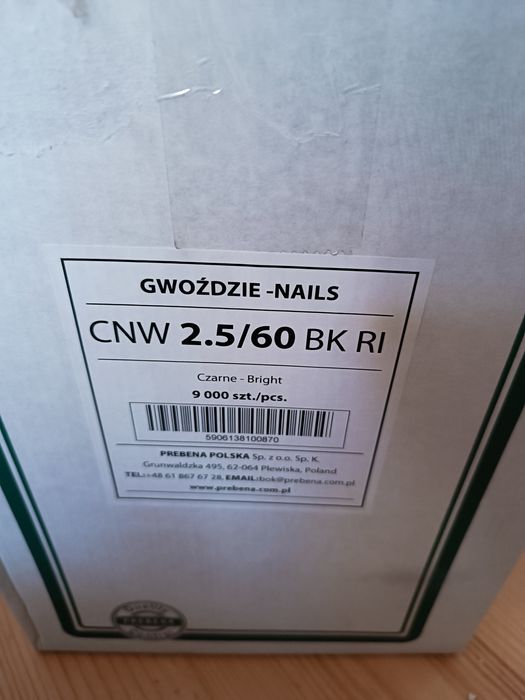 GWOŹDZIE -NAILS
CNW 2.5/60 BK RI
Czarne - Bright
9 000 szt./pcs.
5906138100870
PREBENA POLSKA Sp. z o.o. Sp. K.
Grunwaldzka 495, 62-064 Plewiska, Poland
TEL.:+48 61 867 67 28, EMAIL:bok@prebena.com.pl
www.prebena.com.pl
Quality
PREBENA